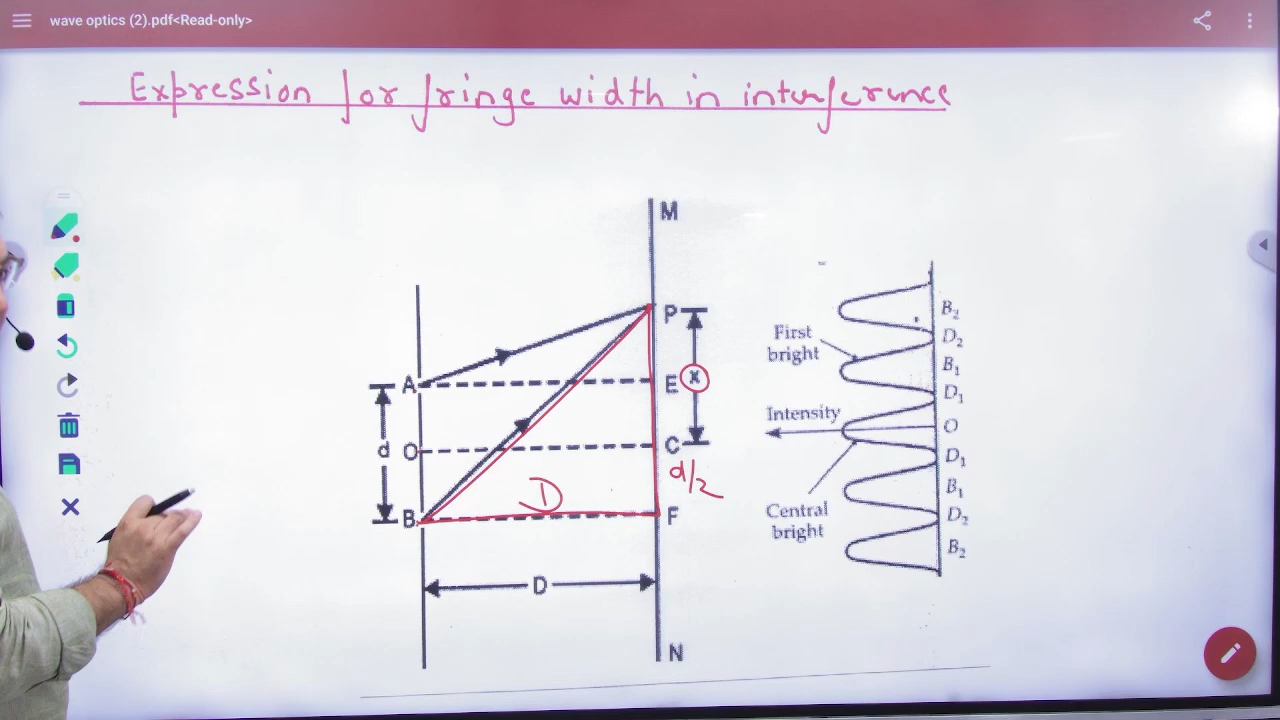 wave optics (2).pdf<Read-only>
Expression for fringe width in interference
M
P
A
E
x
d
O
C
d/2
D
B
F
D
N
First
bright
Intensity
Central
bright
B₂
D₂
B₁
D₁
O
D₁
B₁
D₂
B₂